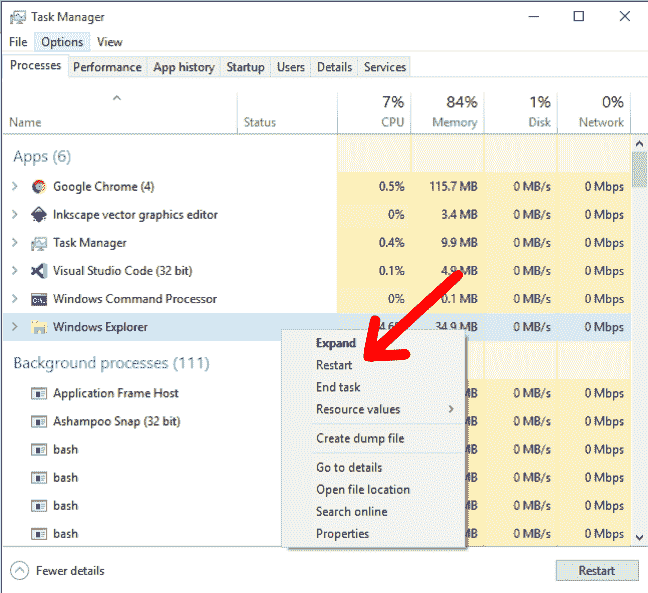 Task Manager
File Options View
Processes Performance App history Startup Users Details Services
7% 84% 1% 0%
Name Status CPU Memory Disk Network
Apps (6)
Google Chrome (4) 0.5% 115.7 MB 0 MB/s 0 Mbps
Inkscape vector graphics editor 0% 3.4 MB 0 MB/s 0 Mbps
Task Manager 0.4% 9.9 MB 0 MB/s 0 Mbps
Visual Studio Code (32 bit) 0.1% 4.9 MB 0 MB/s 0 Mbps
Windows Command Processor 0% 0.1 MB 0 MB/s 0 Mbps
Windows Explorer 34.9 MB 0 MB/s 0 Mbps
Expand
Restart
End task
Resource values
Create dump file
Go to details
Open file location
Search online
Properties
Background processes (111)
Application Frame Host 0 MB/s 0 Mbps
Ashampoo Snap (32 bit) 0 MB/s 0 Mbps
bash 0 MB/s 0 Mbps
bash 0 MB/s 0 Mbps
bash 0 MB/s 0 Mbps
bash 0 MB/s 0 Mbps
Fewer details Restart